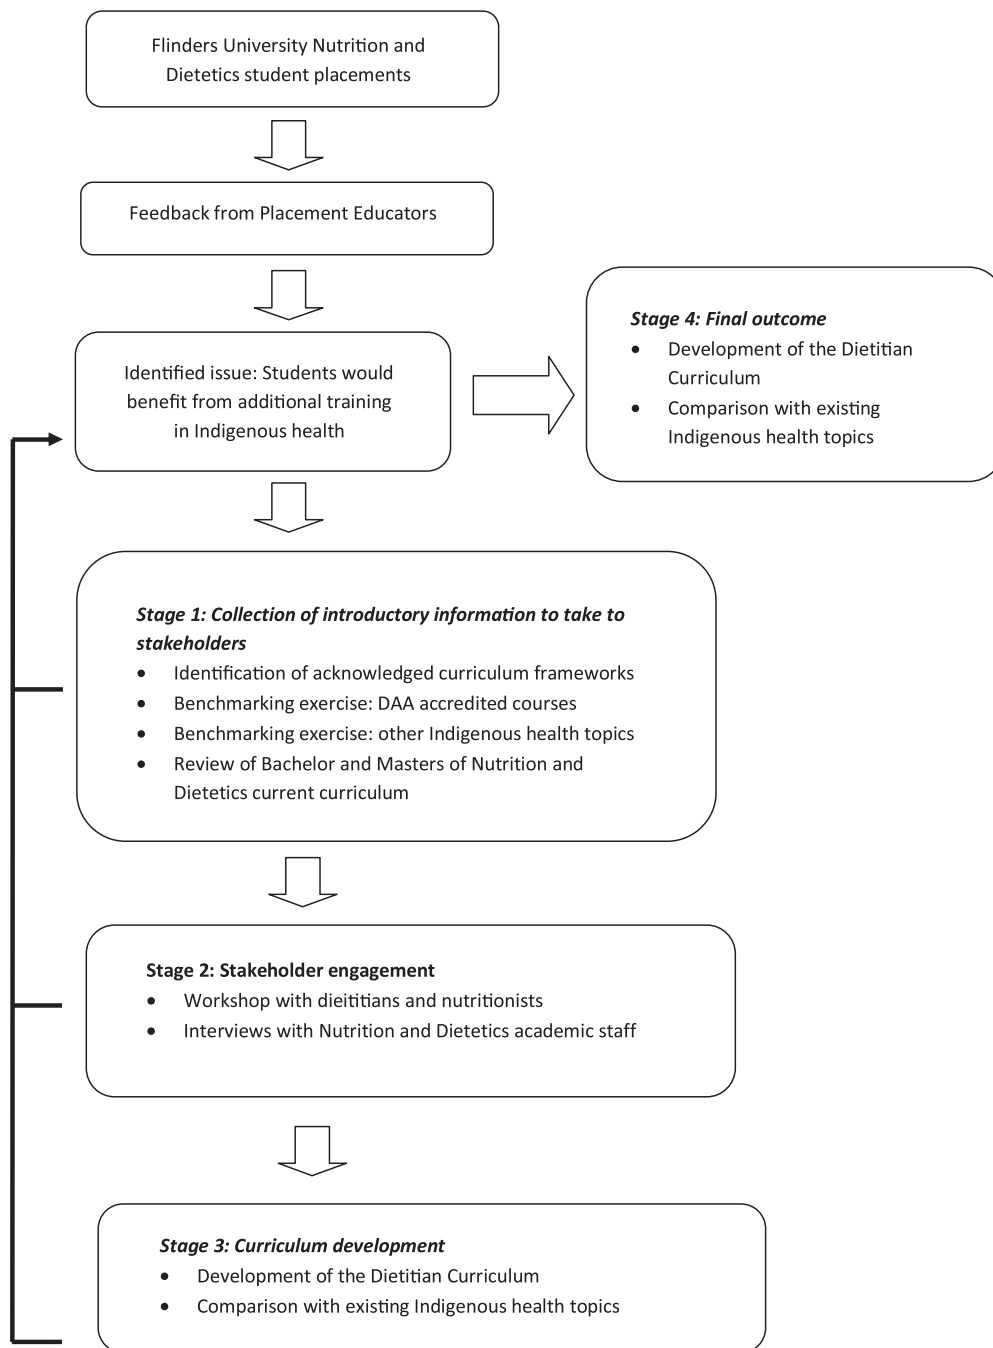 Flinders University Nutrition and
Dietetics student placements
Feedback from Placement Educators
Identified issue: Students would
benefit from additional training
in Indigenous health
Stage 4: Final outcome
• Development of the Dietitian
Curriculum
• Comparison with existing
Indigenous health topics
Stage 1: Collection of introductory information to take to
stakeholders
• Identification of acknowledged curriculum frameworks
• Benchmarking exercise: DAA accredited courses
• Benchmarking exercise: other Indigenous health topics
• Review of Bachelor and Masters of Nutrition and
Dietetics current curriculum
Stage 2: Stakeholder engagement
• Workshop with dieititians and nutritionists
• Interviews with Nutrition and Dietetics academic staff
Stage 3: Curriculum development
• Development of the Dietitian Curriculum
• Comparison with existing Indigenous health topics